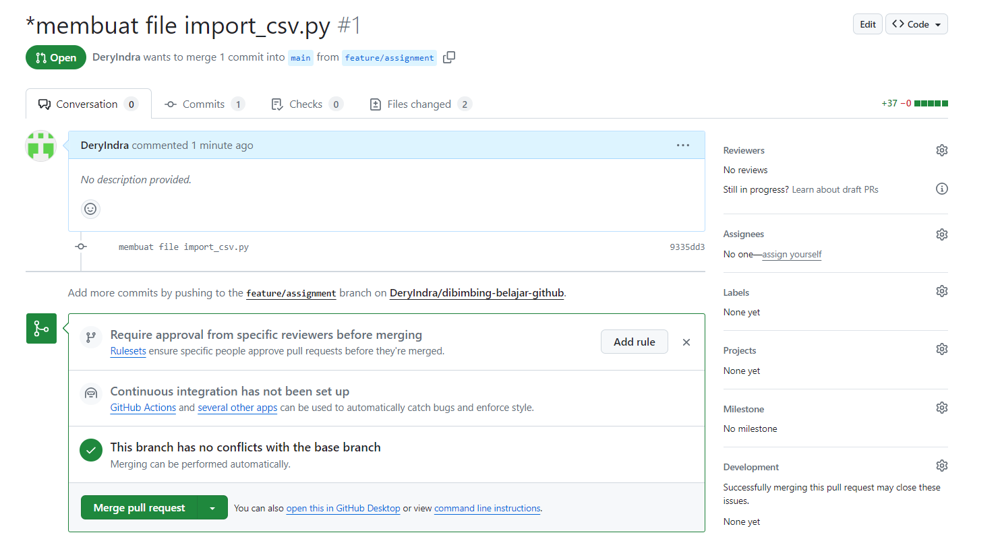 *membuat file import_csv.py #1
Edit
Code
Open
DeryIndra wants to merge 1 commit into main from feature/assignment
Conversation 0
Commits 1
Checks 0
Files changed 2
+37 −0
DeryIndra commented 1 minute ago
No description provided.
membuat file import_csv.py 9335dd3
Add more commits by pushing to the feature/assignment branch on DeryIndra/dibimbing-belajar-github.
Require approval from specific reviewers before merging
Rulesets ensure specific people approve pull requests before they're merged.
Add rule
Continuous integration has not been set up
GitHub Actions and several other apps can be used to automatically catch bugs and enforce style.
This branch has no conflicts with the base branch
Merging can be performed automatically.
Merge pull request
You can also open this in GitHub Desktop or view command line instructions.
Reviewers
No reviews
Still in progress? Learn about draft PRs
Assignees
No one—assign yourself
Labels
None yet
Projects
None yet
Milestone
No milestone
Development
Successfully merging this pull request may close these
issues.
None yet